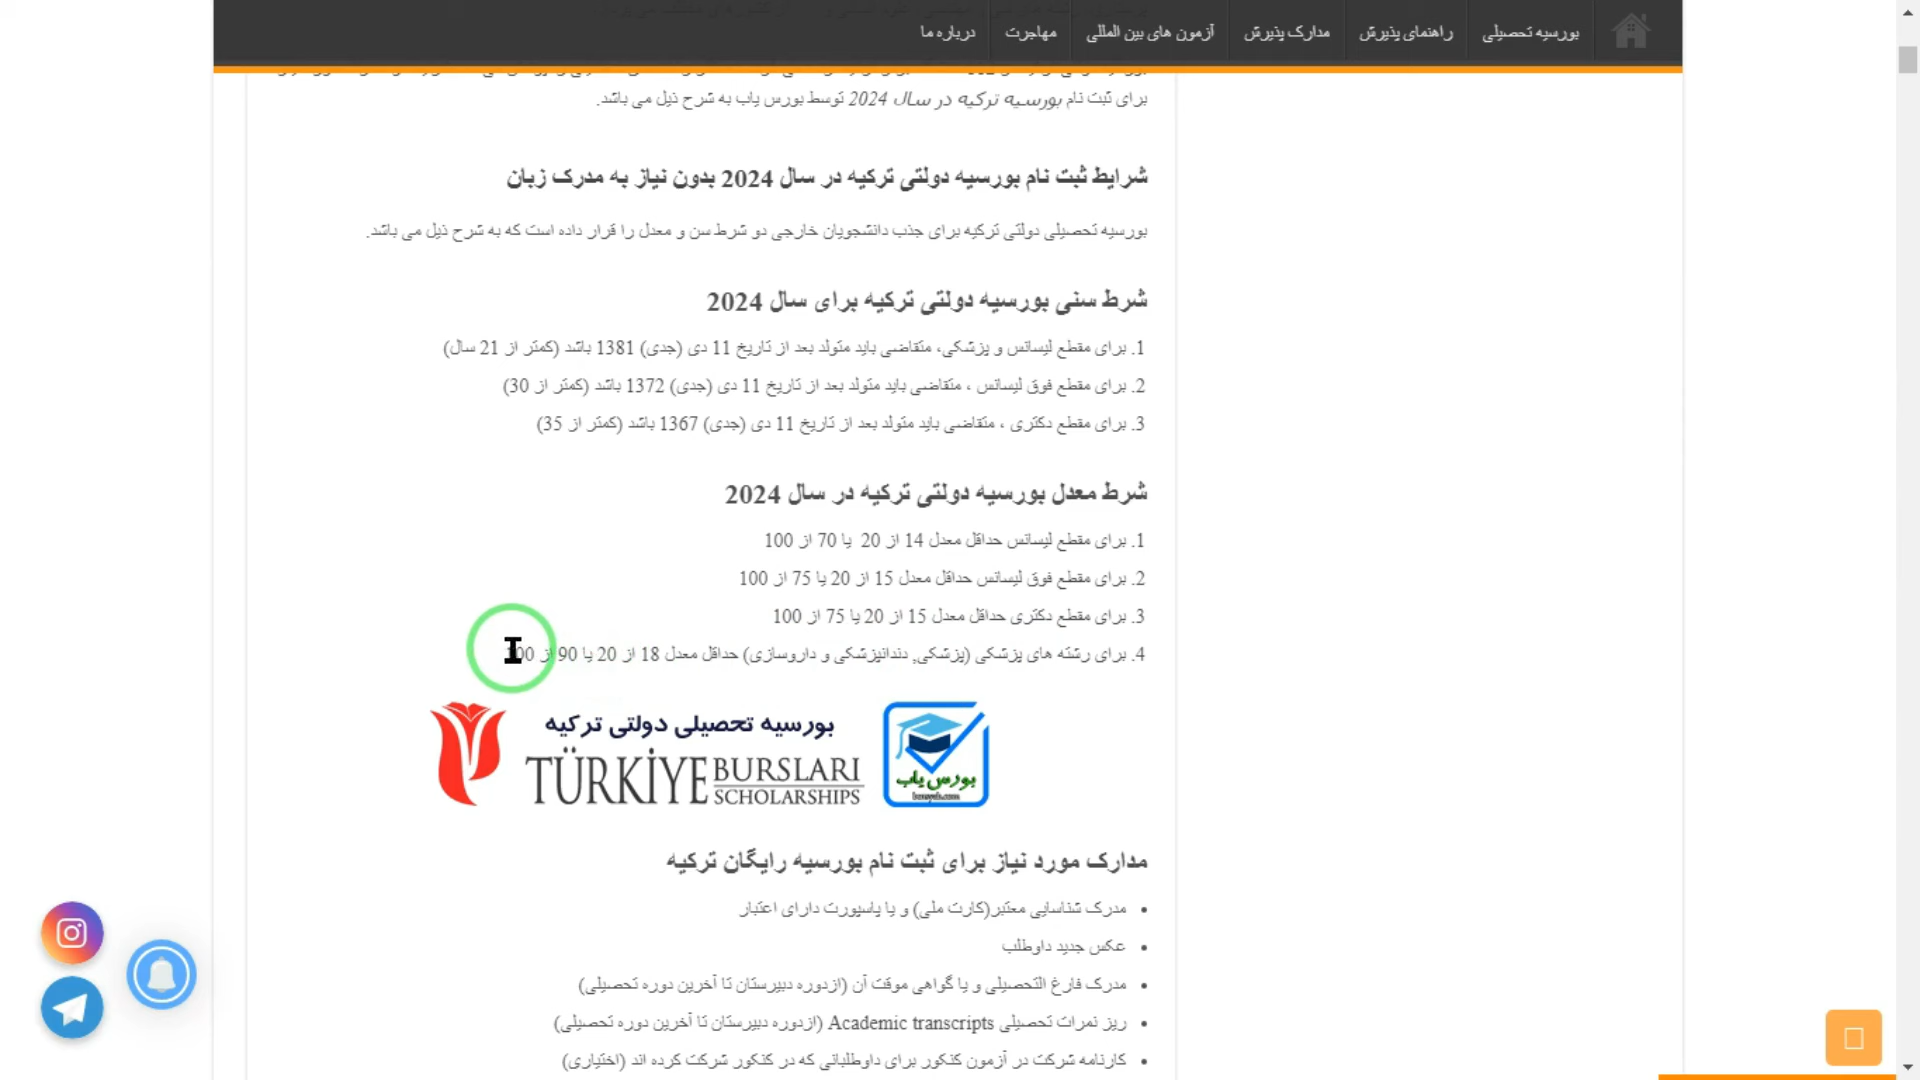 بورسیه تحصیلی
راهنمای پذیرش
مدارک پذیرش
آزمون های بین المللی
مهاجرت
درباره ما
برای ثبت نام بورسیه ترکیه در سال 2024 توسط بورس یاب به شرح ذیل می باشد.
شرایط ثبت نام بورسیه دولتی ترکیه در سال 2024 بدون نیاز به مدرک زبان
بورسیه تحصیلی دولتی ترکیه برای جذب دانشجویان خارجی دو شرط سن و معدل را قرار داده است که به شرح ذیل می باشد.
شرط سنی بورسیه دولتی ترکیه برای سال 2024
1. برای مقطع لیسانس و پزشکی، متقاضی باید متولد بعد از تاریخ 11 دی (جدی) 1381 باشد (کمتر از 21 سال)
2. برای مقطع فوق لیسانس ، متقاضی باید متولد بعد از تاریخ 11 دی (جدی) 1372 باشد (کمتر از 30)
3. برای مقطع دکتری ، متقاضی باید متولد بعد از تاریخ 11 دی (جدی) 1367 باشد (کمتر از 35)
شرط معدل بورسیه دولتی ترکیه در سال 2024
1. برای مقطع لیسانس حداقل معدل 14 از 20 یا 70 از 100
2. برای مقطع فوق لیسانس حداقل معدل 15 از 20 یا 75 از 100
3. برای مقطع دکتری حداقل معدل 15 از 20 یا 75 از 100
4. برای رشته های پزشکی (پزشکی, دندانپزشکی و داروسازی) حداقل معدل 18 از 20 یا 90 از 100
بورسیه تحصیلی دولتی ترکیه
TÜRKİYE BURSLARI SCHOLARSHIPS
بورس یاب
مدارک مورد نیاز برای ثبت نام بورسیه رایگان ترکیه
• مدرک شناسایی معتبر(کارت ملی) و یا پاسپورت دارای اعتبار
• عکس جدید داوطلب
• مدرک فارغ التحصیلی و یا گواهی موقت آن (ازدوره دبیرستان تا آخرین دوره تحصیلی)
• ریز نمرات تحصیلی Academic transcripts (ازدوره دبیرستان تا آخرین دوره تحصیلی)
• کارنامه شرکت در آزمون کنکور برای داوطلبانی که در کنکور شرکت کرده اند (اختیاری)